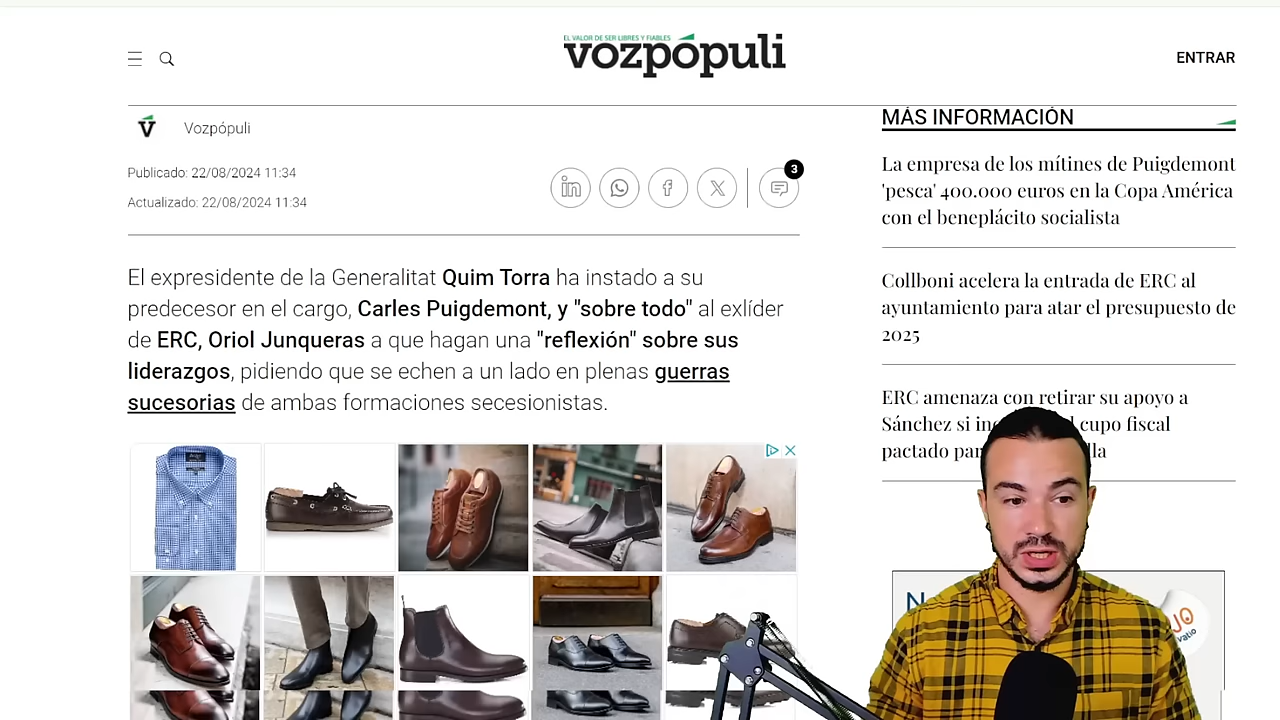 EL VALOR DE SER LIBRES Y FIABLES
vozpópuli
ENTRAR
Vozpópuli
Publicado: 22/08/2024 11:34
Actualizado: 22/08/2024 11:34
3
El expresidente de la Generalitat Quim Torra ha instado a su
predecesor en el cargo, Carles Puigdemont, y "sobre todo" al exlíder
de ERC, Oriol Junqueras a que hagan una "reflexión" sobre sus
liderazgos, pidiendo que se echen a un lado en plenas guerras
sucesorias de ambas formaciones secesionistas.
MÁS INFORMACIÓN
La empresa de los mítines de Puigdemont
'pesca' 400.000 euros en la Copa América
con el beneplácito socialista
Collboni acelera la entrada de ERC al
ayuntamiento para atar el presupuesto de
2025
ERC amenaza con retirar su apoyo a
Sánchez si cupo fiscal
pactado